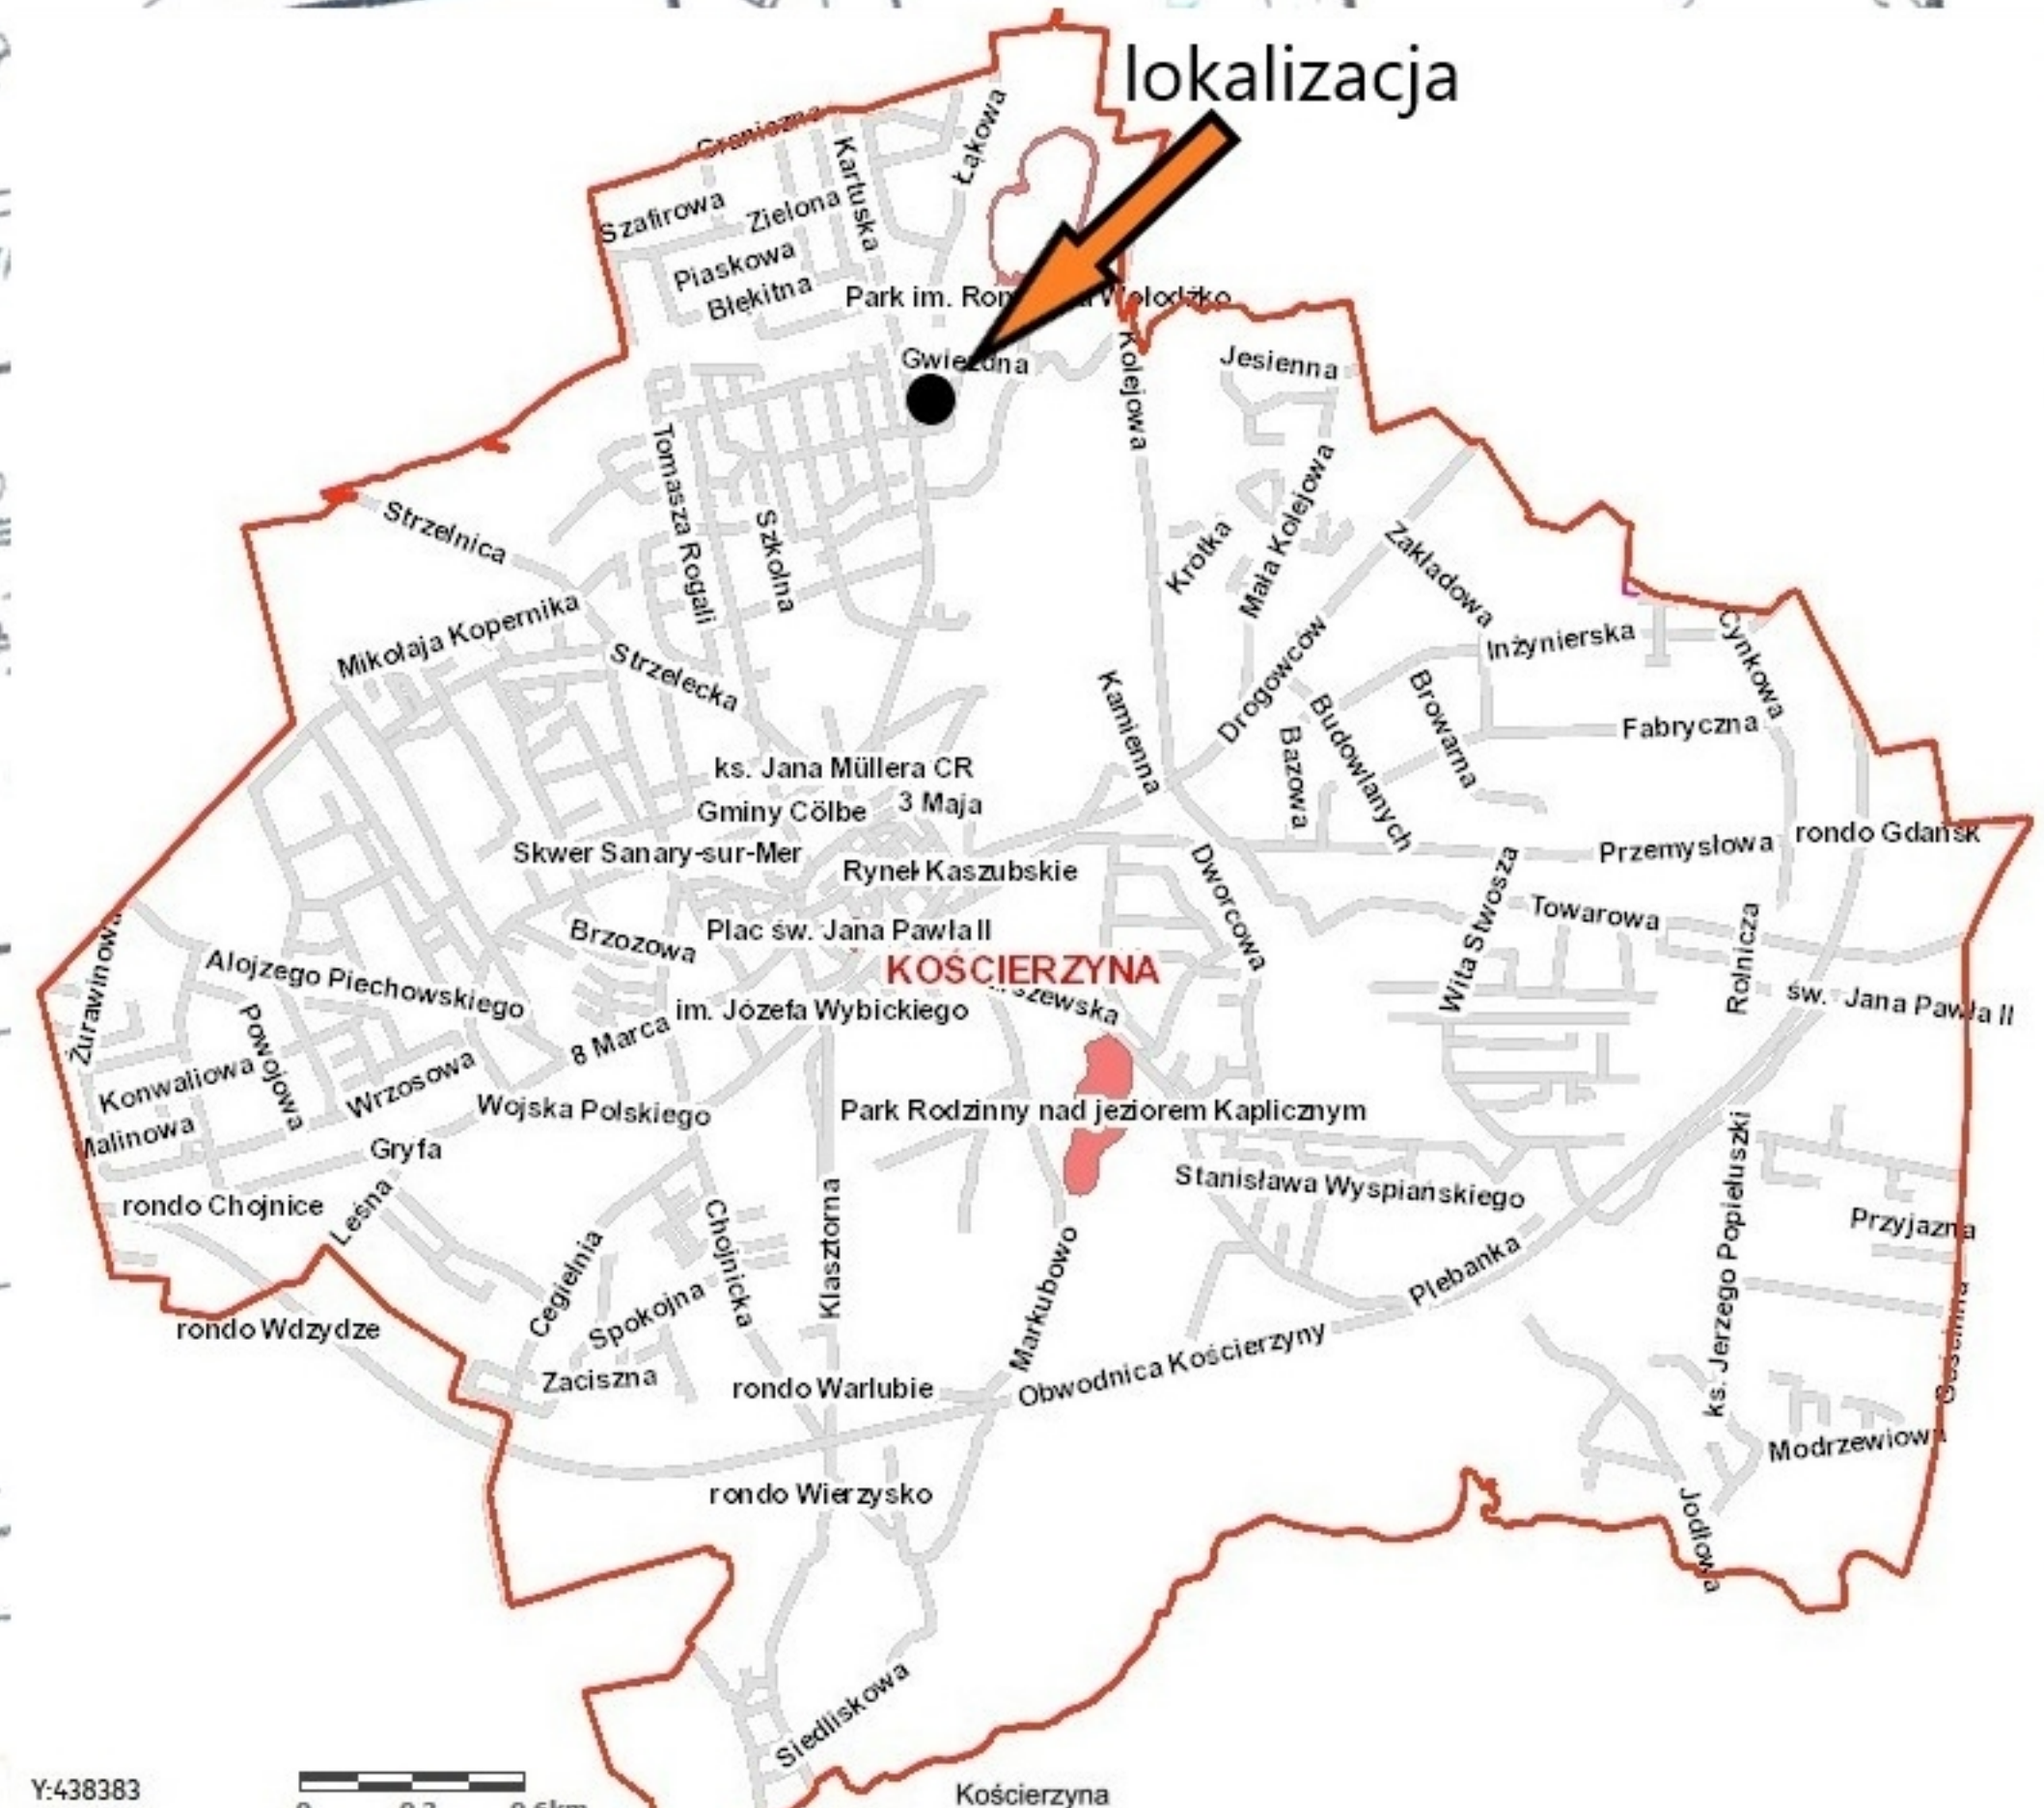 lokalizacja
Graniczna
Łąkowa
Kartuska
Szafirowa
Zielona
Piaskowa
Błękitna
Park im.
Gwiezdna
Kolejowa
Jesienna
Tomasza Rogali
Szkolna
Strzelnica
Krótka
Mała Kolejowa
Zakładowa
Mikołaja Kopernika
Strzelecka
Inżynierska
Cynkowa
Drogowców
Kamienna
Budowlanych
Browarna
Bazowa
Fabryczna
ks. Jana Müllera CR
Gminy Cölbe
3 Maja
Skwer Sanary-sur-Mer
Rynek Kaszubskie
Przemysłowa
rondo Gdańsk
Dworcowa
Wita Stwosza
Towarowa
Rolnicza
Żurawinowa
Brzozowa
Plac św. Jana Pawła II
KOŚCIERZYNA
Alojzego Piechowskiego
im. Józefa Wybickiego
szewska
św. Jana Pawła II
Powojowa
8 Marca
Konwaliowa
Wrzosowa
Wojska Polskiego
Park Rodzinny nad jeziorem Kaplicznym
Malinowa
Gryfa
Stanisława Wyspiańskiego
ks. Jerzego Popiełuszki
rondo Chojnice
Leśna
Przyjazna
Cegielnia
Chojnicka
Klasztorna
Markubowo
Plebanka
Spokojna
rondo Wdzydze
Zaciszna
rondo Warlubie
Obwodnica Kościerzyny
Gościnna
Modrzewiowa
rondo Wierzysko
Jodłowa
Siedliskowa
Y:438383
Kościerzyna